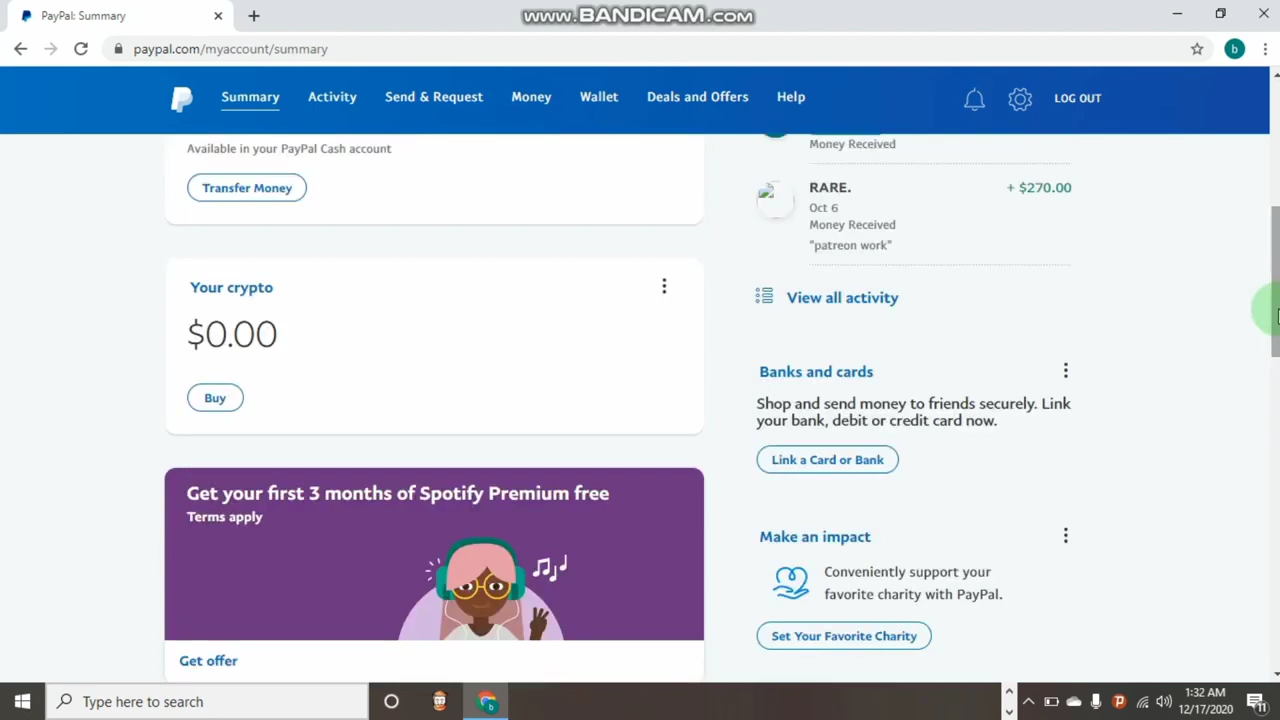 PayPal: Summary
www.BANDICAM.com
paypal.com/myaccount/summary
b
Summary
Activity
Send & Request
Money
Wallet
Deals and Offers
Help
LOG OUT
Available in your PayPal Cash account
Transfer Money
Money Received
RARE.
+ $270.00
Oct 6
Money Received
"patreon work"
View all activity
Your crypto
$0.00
Buy
Banks and cards
Shop and send money to friends securely. Link
your bank, debit or credit card now.
Link a Card or Bank
Get your first 3 months of Spotify Premium free
Terms apply
Get offer
Make an impact
Conveniently support your
favorite charity with PayPal.
Set Your Favorite Charity
Type here to search
b
1:32 AM
12/17/2020
11